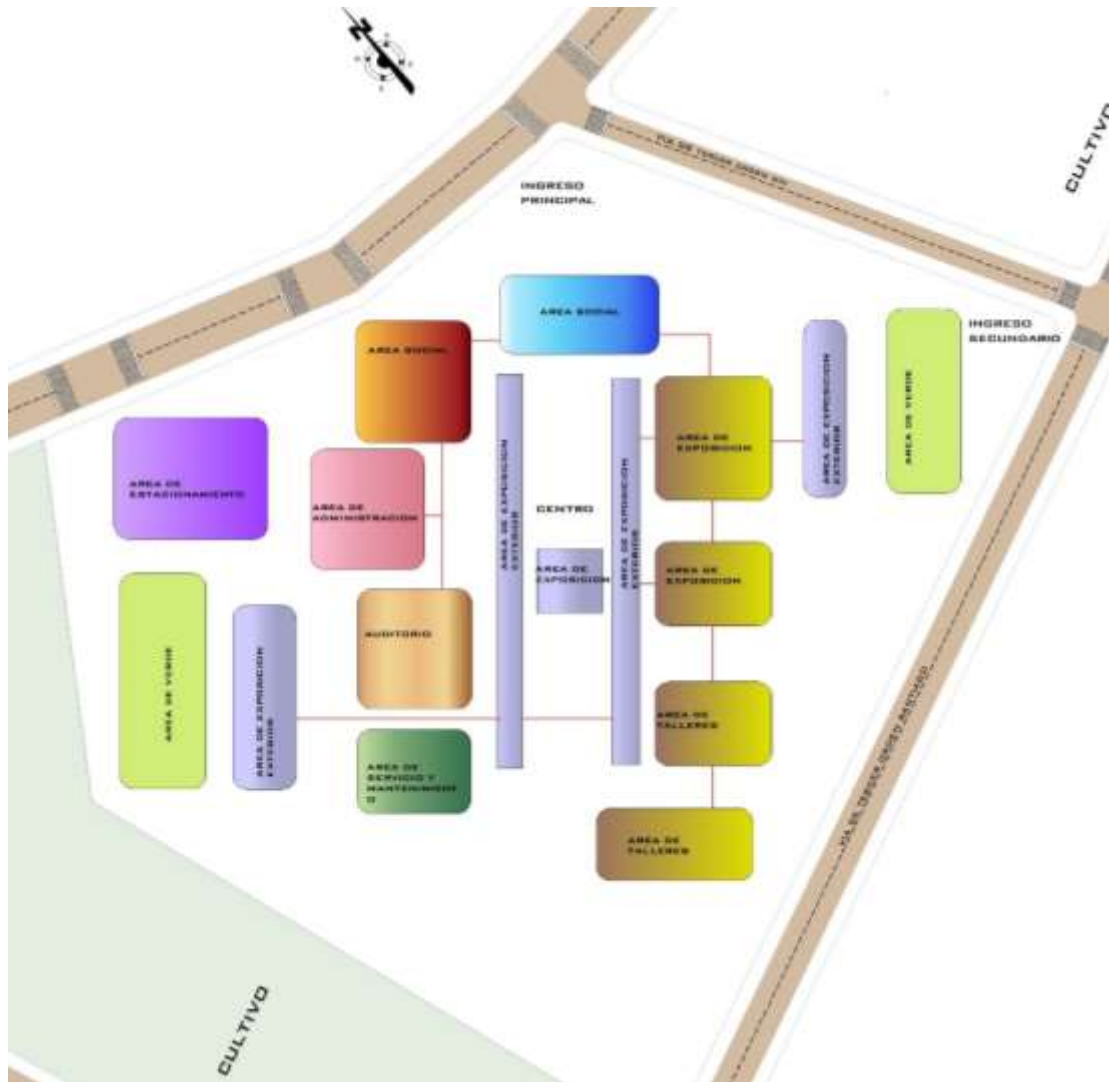 N
CULTIVO
INGRESO
PRINCIPAL
AREA SOCIAL
AREA SOCIAL
INGRESO
SECUNDARIO
AREA DE EXPOSICION
EXTERIOR
AREA DE VERDE
AREA DE
EXPOSICION
AREA DE
ESTACIONAMIENTO
AREA DE
ADMINISTRACION
AREA DE EXPOSICION
EXTERIOR
CENTRO
AREA DE
EXPOSICION
AREA DE EXPOSICION
EXTERIOR
AREA DE
EXPOSICION
AUDITORIO
AREA DE VERDE
AREA DE EXPOSICION
EXTERIOR
AREA DE
TALLERES
AREA DE
SERVICIO Y
AREA DE
TALLERES
CULTIVO